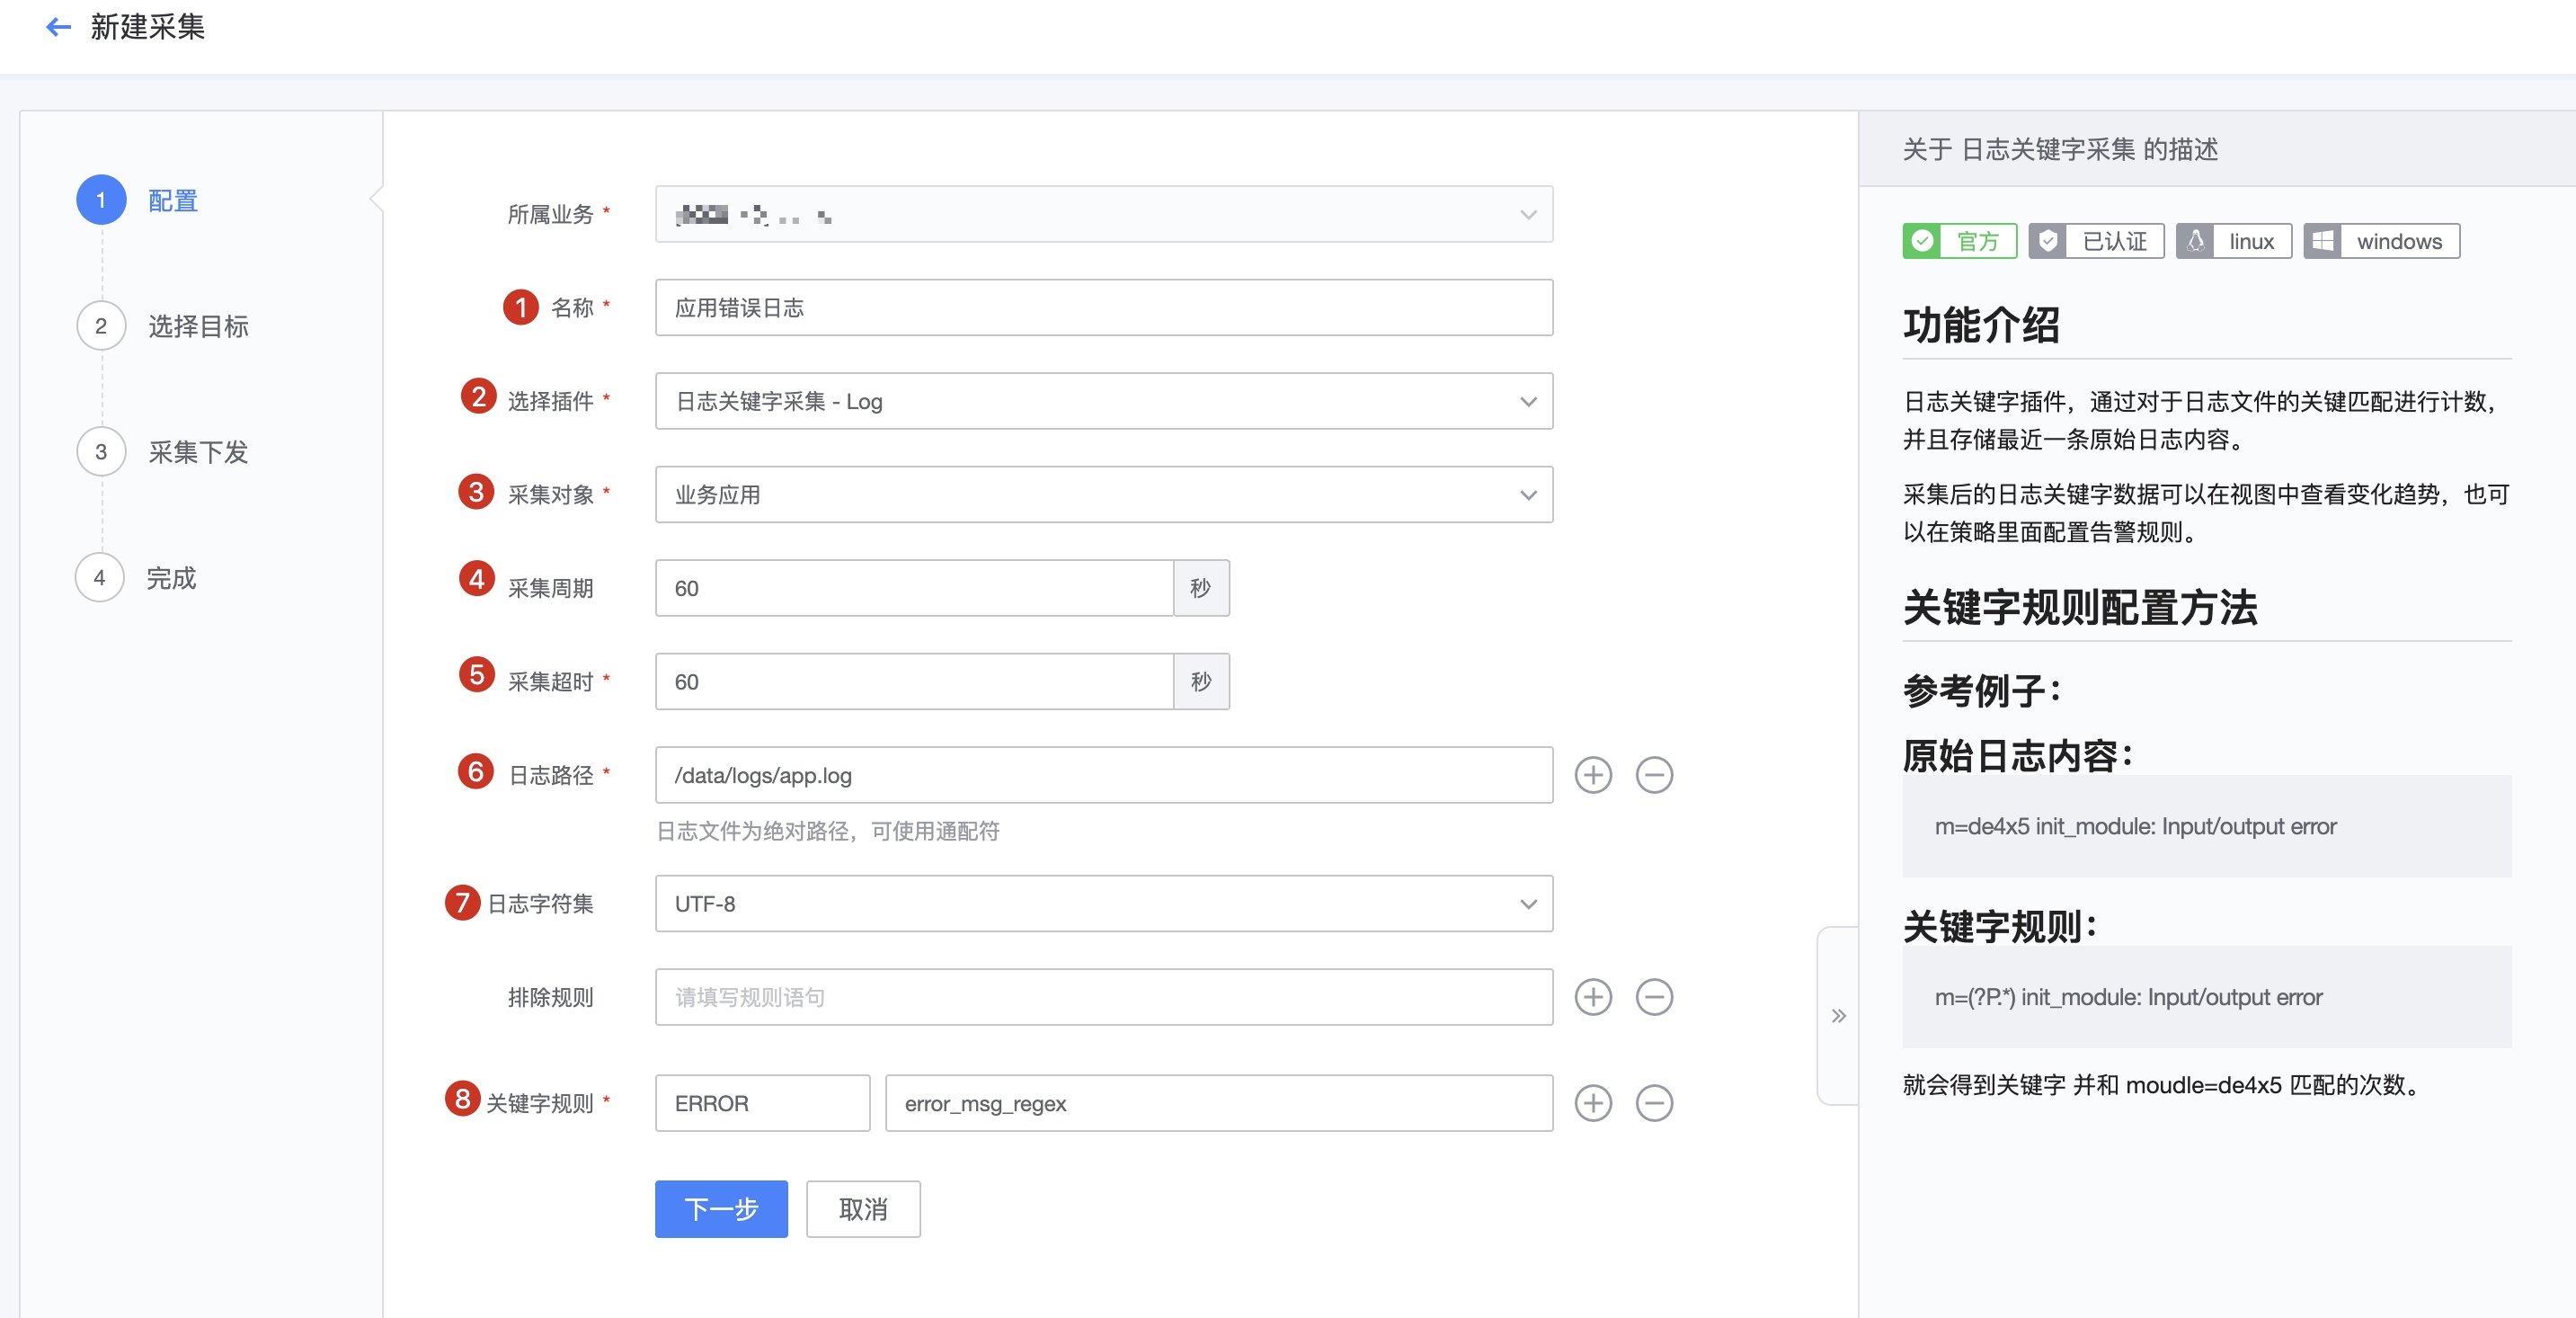 新建采集
1 配置
2 选择目标
3 采集下发
4 完成
所属业务 *
1 名称 * 应用错误日志
2 选择插件 * 日志关键字采集 - Log
3 采集对象 * 业务应用
4 采集周期 60 秒
5 采集超时 * 60 秒
6 日志路径 * /data/logs/app.log
日志文件为绝对路径，可使用通配符
7 日志字符集 UTF-8
排除规则 请填写规则语句
8 关键字规则 * ERROR error_msg_regex
下一步 取消
关于 日志关键字采集 的描述
官方 已认证 linux windows
功能介绍
日志关键字插件，通过对于日志文件的关键匹配进行计数，
并且存储最近一条原始日志内容。
采集后的日志关键字数据可以在视图中查看变化趋势，也可
以在策略里面配置告警规则。
关键字规则配置方法
参考例子：
原始日志内容：
m=de4x5 init_module: Input/output error
关键字规则：
m=(?P.*) init_module: Input/output error
就会得到关键字 并和 moudle=de4x5 匹配的次数。